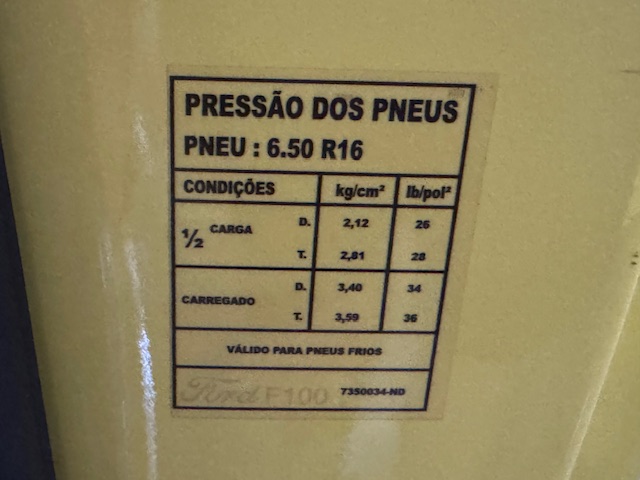 PRESSÃO DOS PNEUS
PNEU : 6.50 R16
CONDIÇÕES kg/cm² lb/pol²
½ CARGA D. 2,12 26
T. 2,81 28
CARREGADO D. 3,40 34
T. 3,59 36
VÁLIDO PARA PNEUS FRIOS
Ford F100 7350034-ND